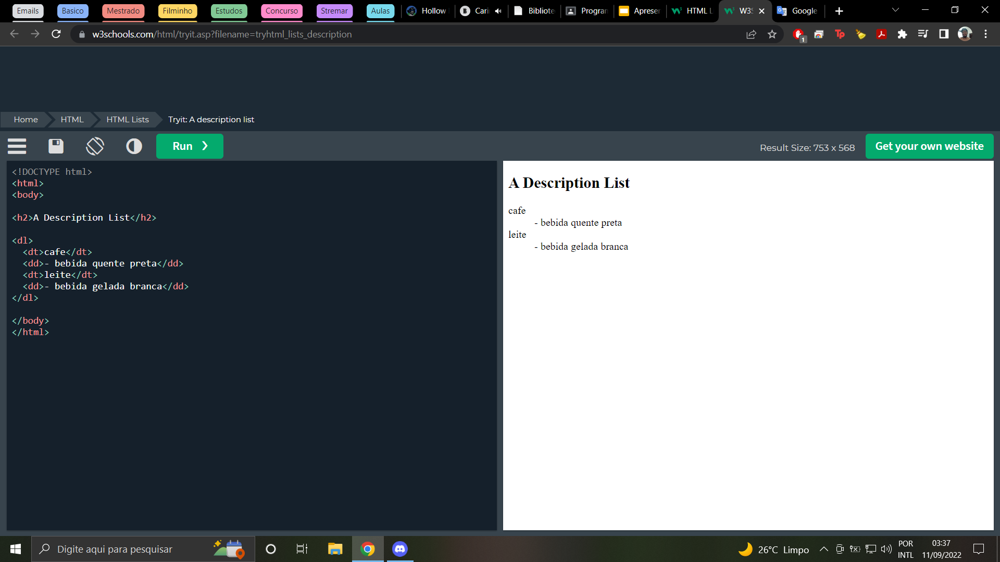 Emails Basico Mestrado Filminho Estudos Concurso Stremar Aulas Hollow Cari Bibliote Program Apresen HTML L W3S Google
w3schools.com/html/tryit.asp?filename=tryhtml_lists_description
1
Home HTML HTML Lists Tryit: A description list
Run ❯ Result Size: 753 x 568 Get your own website
<!DOCTYPE html>
<html>
<body>
<h2>A Description List</h2>
<dl>
<dt>cafe</dt>
<dd>- bebida quente preta</dd>
<dt>leite</dt>
<dd>- bebida gelada branca</dd>
</dl>
</body>
</html>
A Description List
cafe
- bebida quente preta
leite
- bebida gelada branca
Digite aqui para pesquisar
26°C Limpo
POR
INTL
03:37
11/09/2022